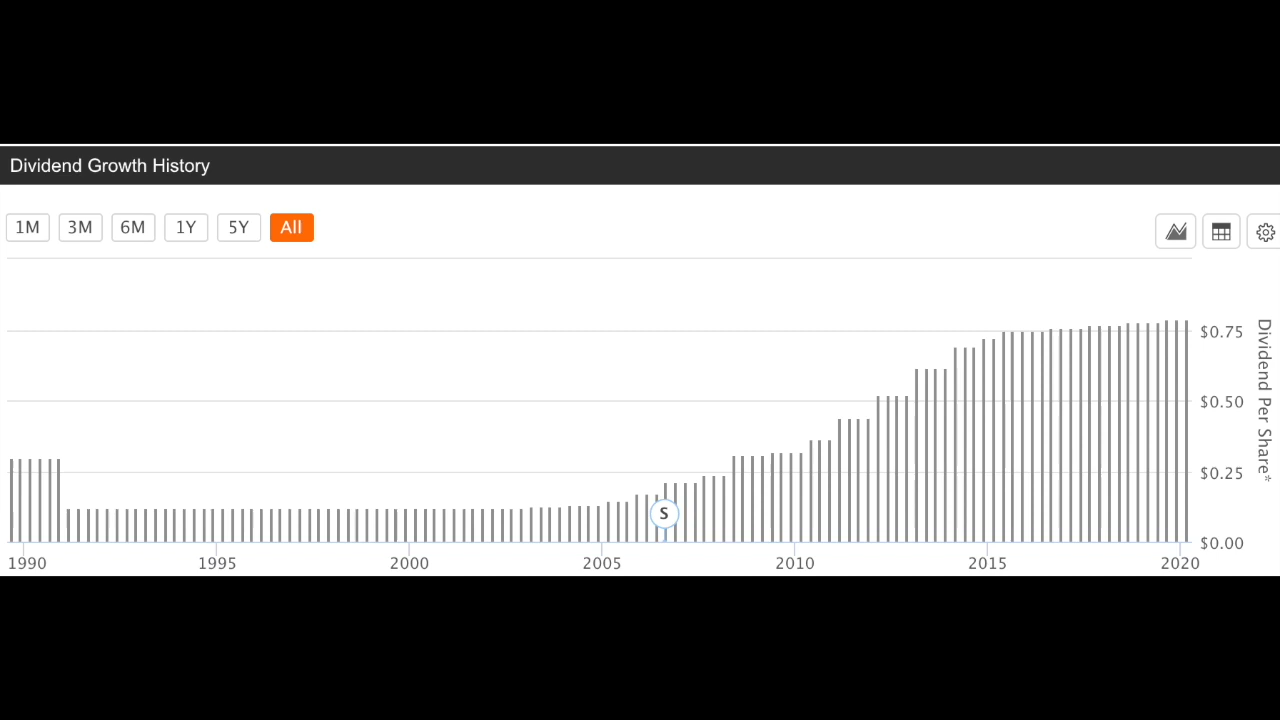 Dividend Growth History
1M 3M 6M 1Y 5Y All
$0.75
$0.50
$0.25
$0.00
Dividend Per Share*
S
1990 1995 2000 2005 2010 2015 2020